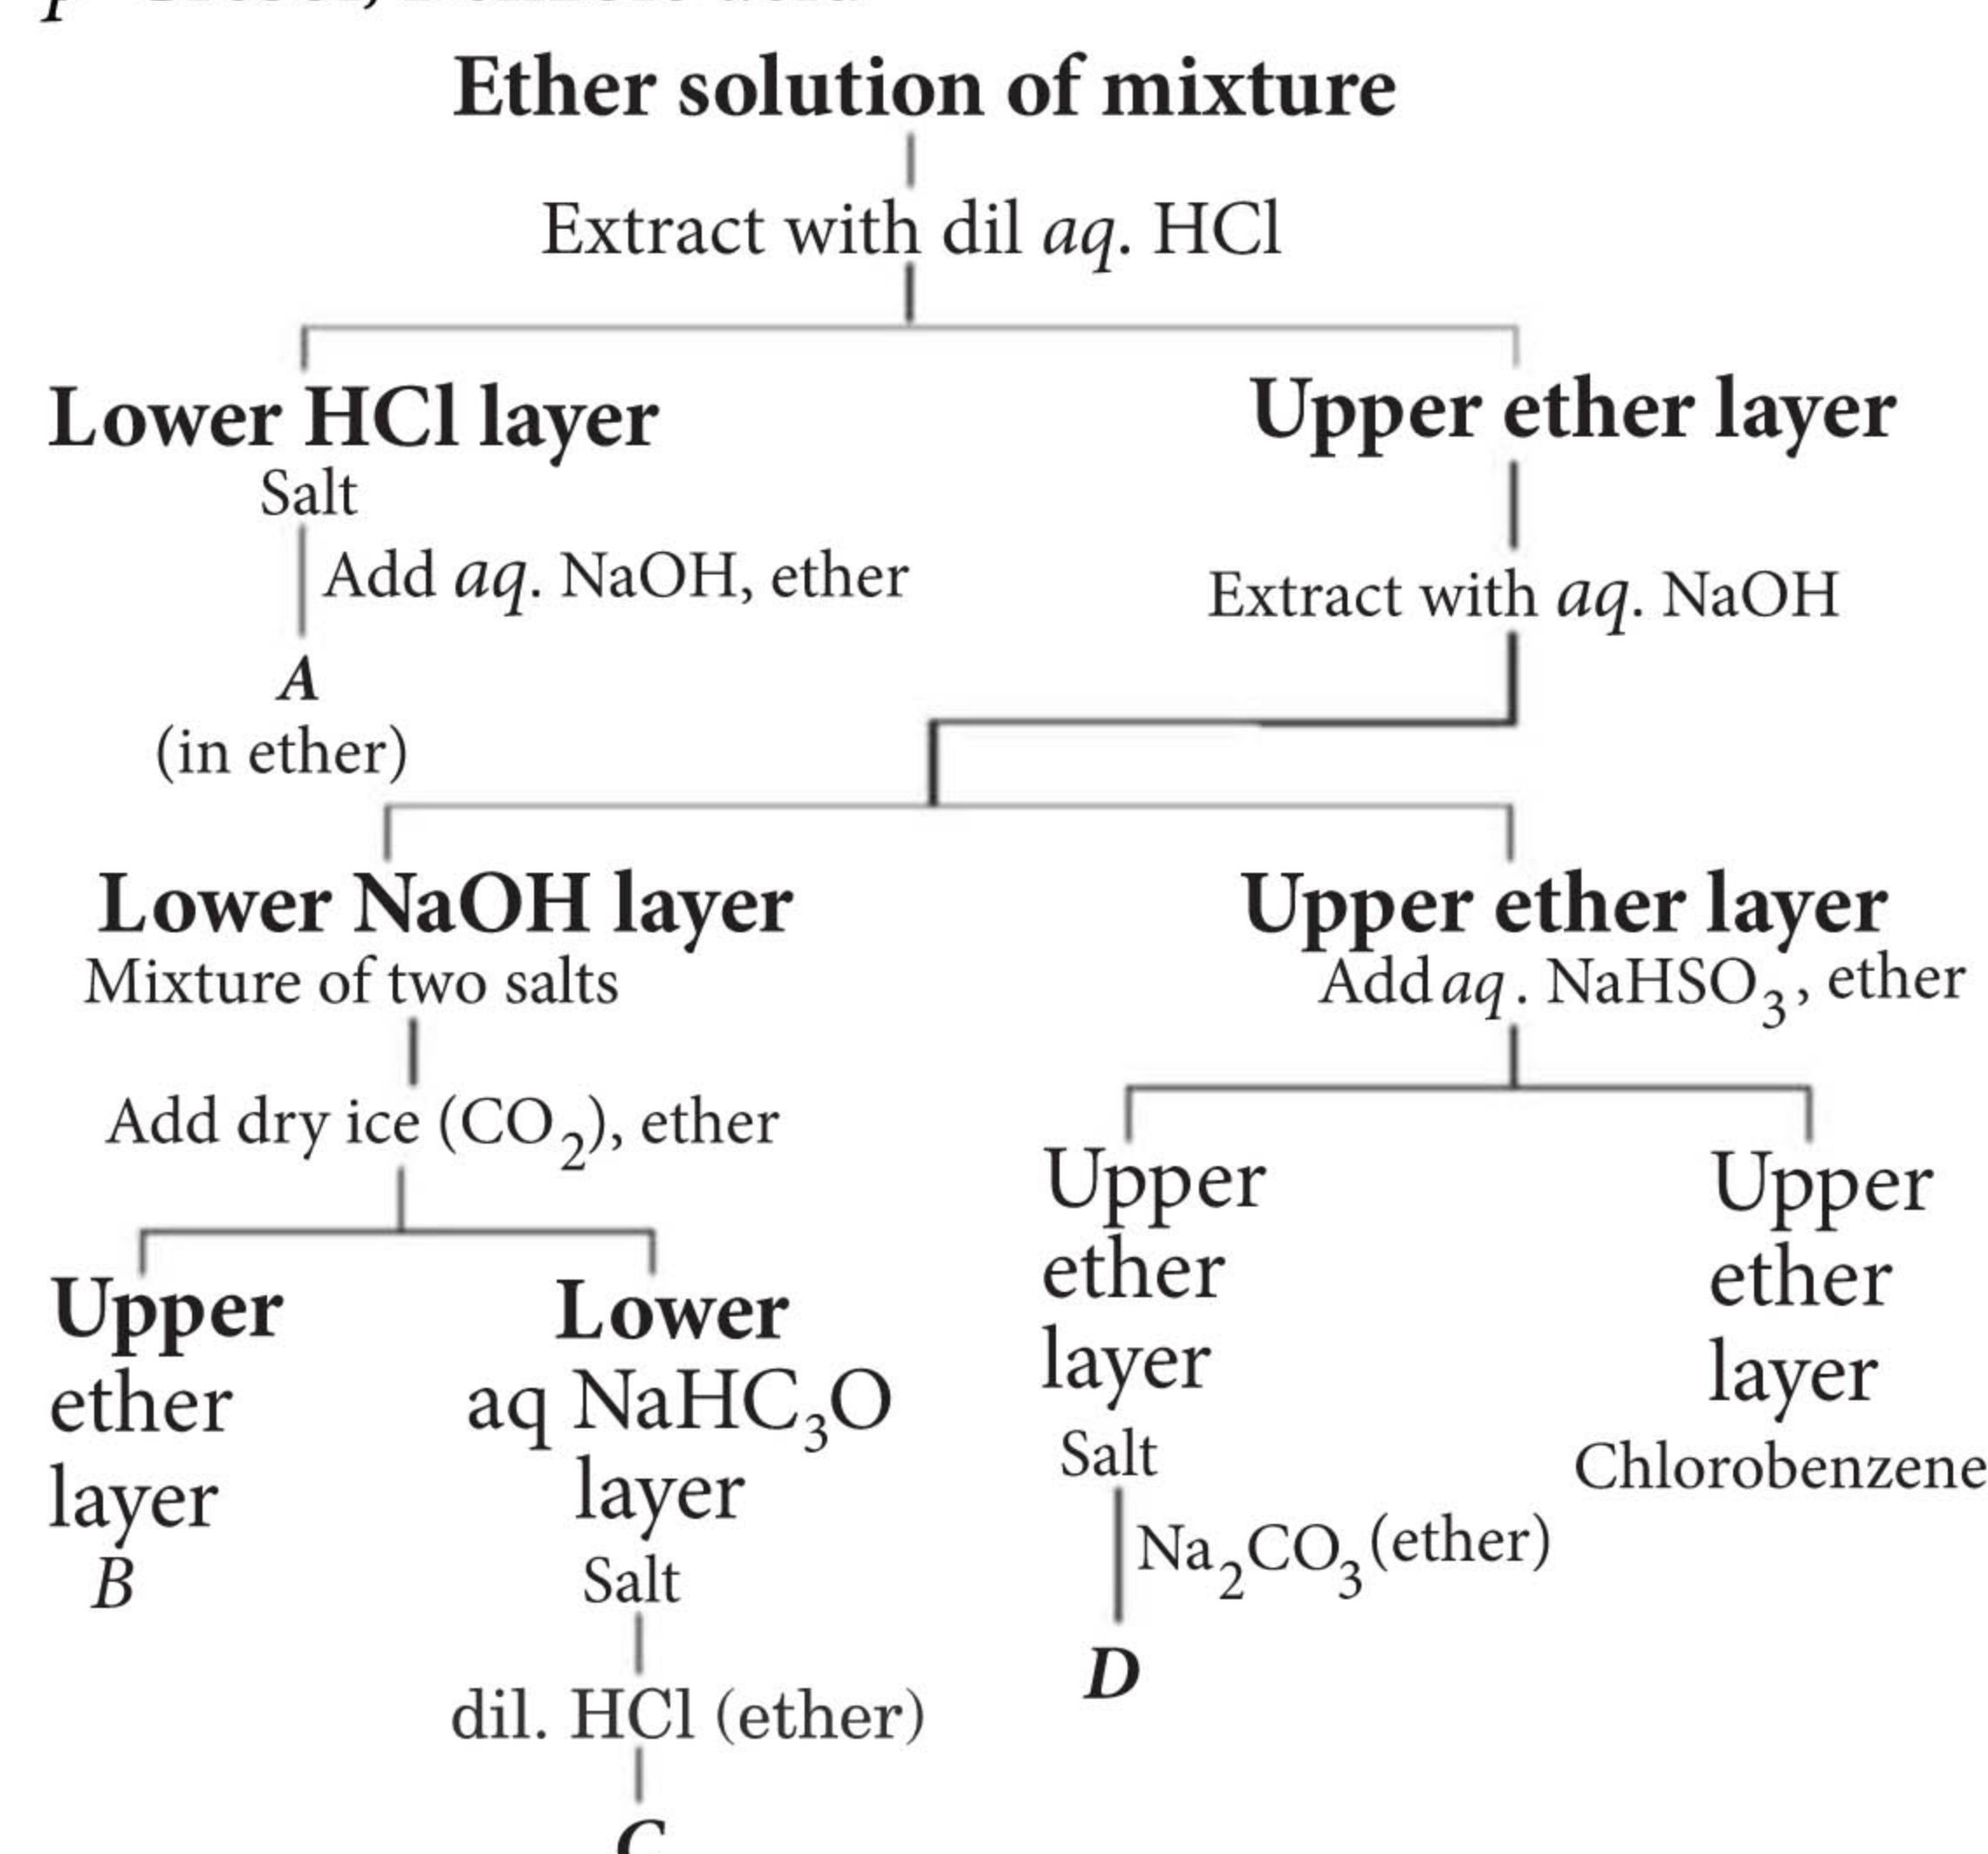 Ether solution of mixture
Extract with dil aq. HCl
Lower HCl layer
Salt
Add aq. NaOH, ether
A
(in ether)
Upper ether layer
Extract with aq. NaOH
Lower NaOH layer
Mixture of two salts
Add dry ice (CO2), ether
Upper
ether
layer
B
Lower
aq NaHC3O
layer
Salt
dil. HCl (ether)
C
Upper ether layer
Add aq. NaHSO3, ether
Upper
ether
layer
Salt
Na2CO3 (ether)
D
Upper
ether
layer
Chlorobenzene